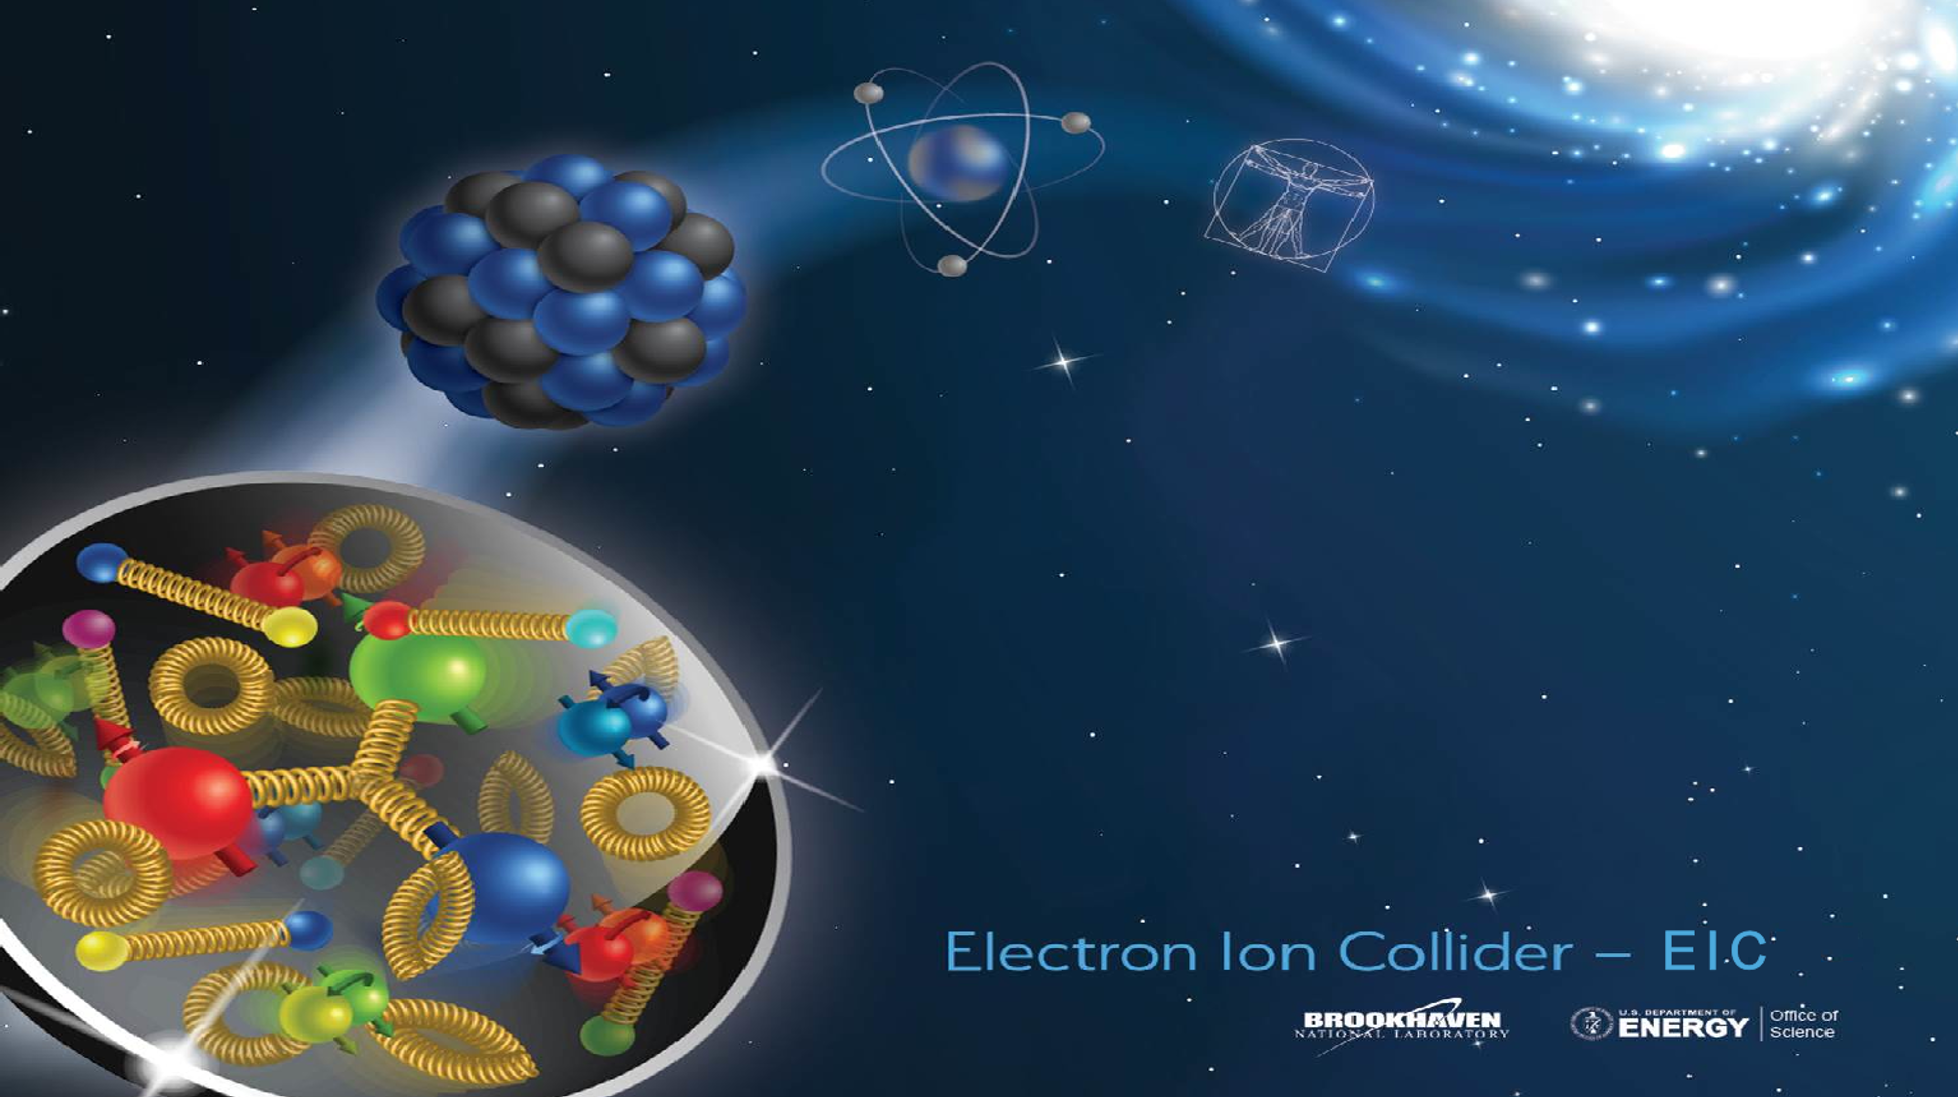 Electron Ion Collider – EIC
BROOKHAVEN
NATIONAL LABORATORY
U.S. DEPARTMENT OF
ENERGY
Office of
Science